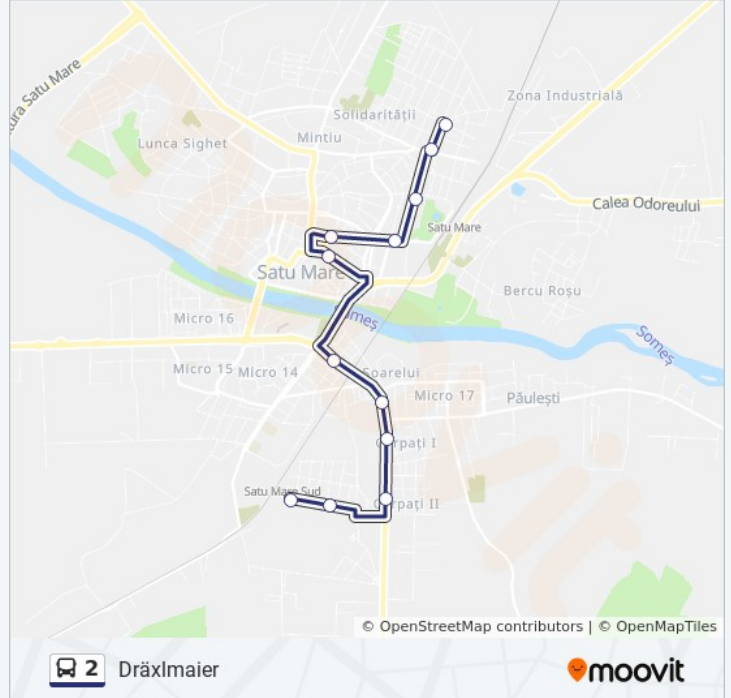 ura Satu Mare
Zona Industrială
Solidarității
Mintiu
Lunca Sighet
Calea Odoreului
Satu Mare
Satu Mare
Bercu Roșu
Micro 16
Someș
Someș
Micro 15
Micro 14
Soarelui
Micro 17
Păulești
Carpați I
Satu Mare Sud
Carpați II
© OpenStreetMap contributors | © OpenMapTiles
2 Dräxlmaier
moovit